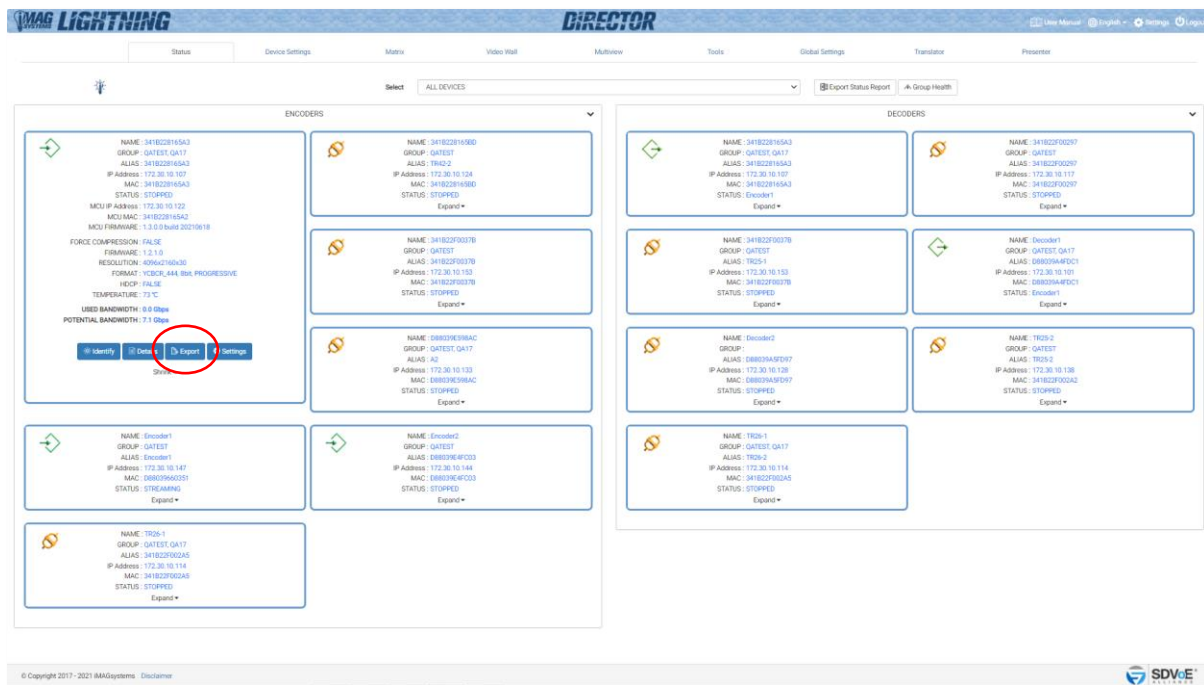 iMAG SYSTEMS LiGHTNiNG DiRECTOR
User Manual English Settings Logout
Status Device Settings Matrix Video Wall Multiview Tools Global Settings Translator Presenter
Select ALL DEVICES Export Status Report Group Health
ENCODERS
NAME : 341B228165A3
GROUP : QATEST, QA17
ALIAS : 341B228165A3
IP Address : 172.30.10.107
MAC : 341B228165A3
STATUS : STOPPED
MCU IP Address : 172.30.10.122
MCU MAC : 341B228165A2
MCU FIRMWARE : 1.3.0.0 build 20210618
FORCE COMPRESSION : FALSE
FIRMWARE : 1.2.1.0
RESOLUTION : 4096x2160x30
FORMAT : YCBCR_444, 8bit, PROGRESSIVE
HDCP : FALSE
TEMPERATURE : 73 ℃
USED BANDWIDTH : 0.0 Gbps
POTENTIAL BANDWIDTH : 7.1 Gbps
Identify Details Export Settings
Shrink
NAME : 341B228165BD
GROUP : QATEST
ALIAS : TR42-2
IP Address : 172.30.10.124
MAC : 341B228165BD
STATUS : STOPPED
Expand
NAME : 341B22F0037B
GROUP : QATEST
ALIAS : 341B22F0037B
IP Address : 172.30.10.153
MAC : 341B22F0037B
STATUS : STOPPED
Expand
NAME : D88039E598AC
GROUP : QATEST, QA17
ALIAS : A2
IP Address : 172.30.10.133
MAC : D88039E598AC
STATUS : STOPPED
Expand
NAME : Encoder1
GROUP : QATEST
ALIAS : Encoder1
IP Address : 172.30.10.147
MAC : D88039660351
STATUS : STREAMING
Expand
NAME : Encoder2
GROUP : QATEST
ALIAS : D88039E4FC03
IP Address : 172.30.10.144
MAC : D88039E4FC03
STATUS : STOPPED
Expand
NAME : TR26-1
GROUP : QATEST, QA17
ALIAS : 341B22F002A5
IP Address : 172.30.10.114
MAC : 341B22F002A5
STATUS : STOPPED
Expand
DECODERS
NAME : 341B228165A3
GROUP : QATEST, QA17
ALIAS : 341B228165A3
IP Address : 172.30.10.107
MAC : 341B228165A3
STATUS : Encoder1
Expand
NAME : 341B22F00297
GROUP : QATEST
ALIAS : 341B22F00297
IP Address : 172.30.10.117
MAC : 341B22F00297
STATUS : STOPPED
Expand
NAME : 341B22F0037B
GROUP : QATEST
ALIAS : TR25-1
IP Address : 172.30.10.153
MAC : 341B22F0037B
STATUS : STOPPED
Expand
NAME : Decoder1
GROUP : QATEST, QA17
ALIAS : D88039A4FDC1
IP Address : 172.30.10.101
MAC : D88039A4FDC1
STATUS : Encoder1
Expand
NAME : Decoder2
GROUP :
ALIAS : D88039A5FD97
IP Address : 172.30.10.128
MAC : D88039A5FD97
STATUS : STOPPED
Expand
NAME : TR25-2
GROUP : QATEST
ALIAS : TR25-2
IP Address : 172.30.10.138
MAC : 341B22F002A2
STATUS : STOPPED
Expand
NAME : TR26-1
GROUP : QATEST, QA17
ALIAS : TR26-2
IP Address : 172.30.10.114
MAC : 341B22F002A5
STATUS : STOPPED
Expand
© Copyright 2017 - 2021 iMAGsystems Disclaimer
SDVoE
ALLIANCE